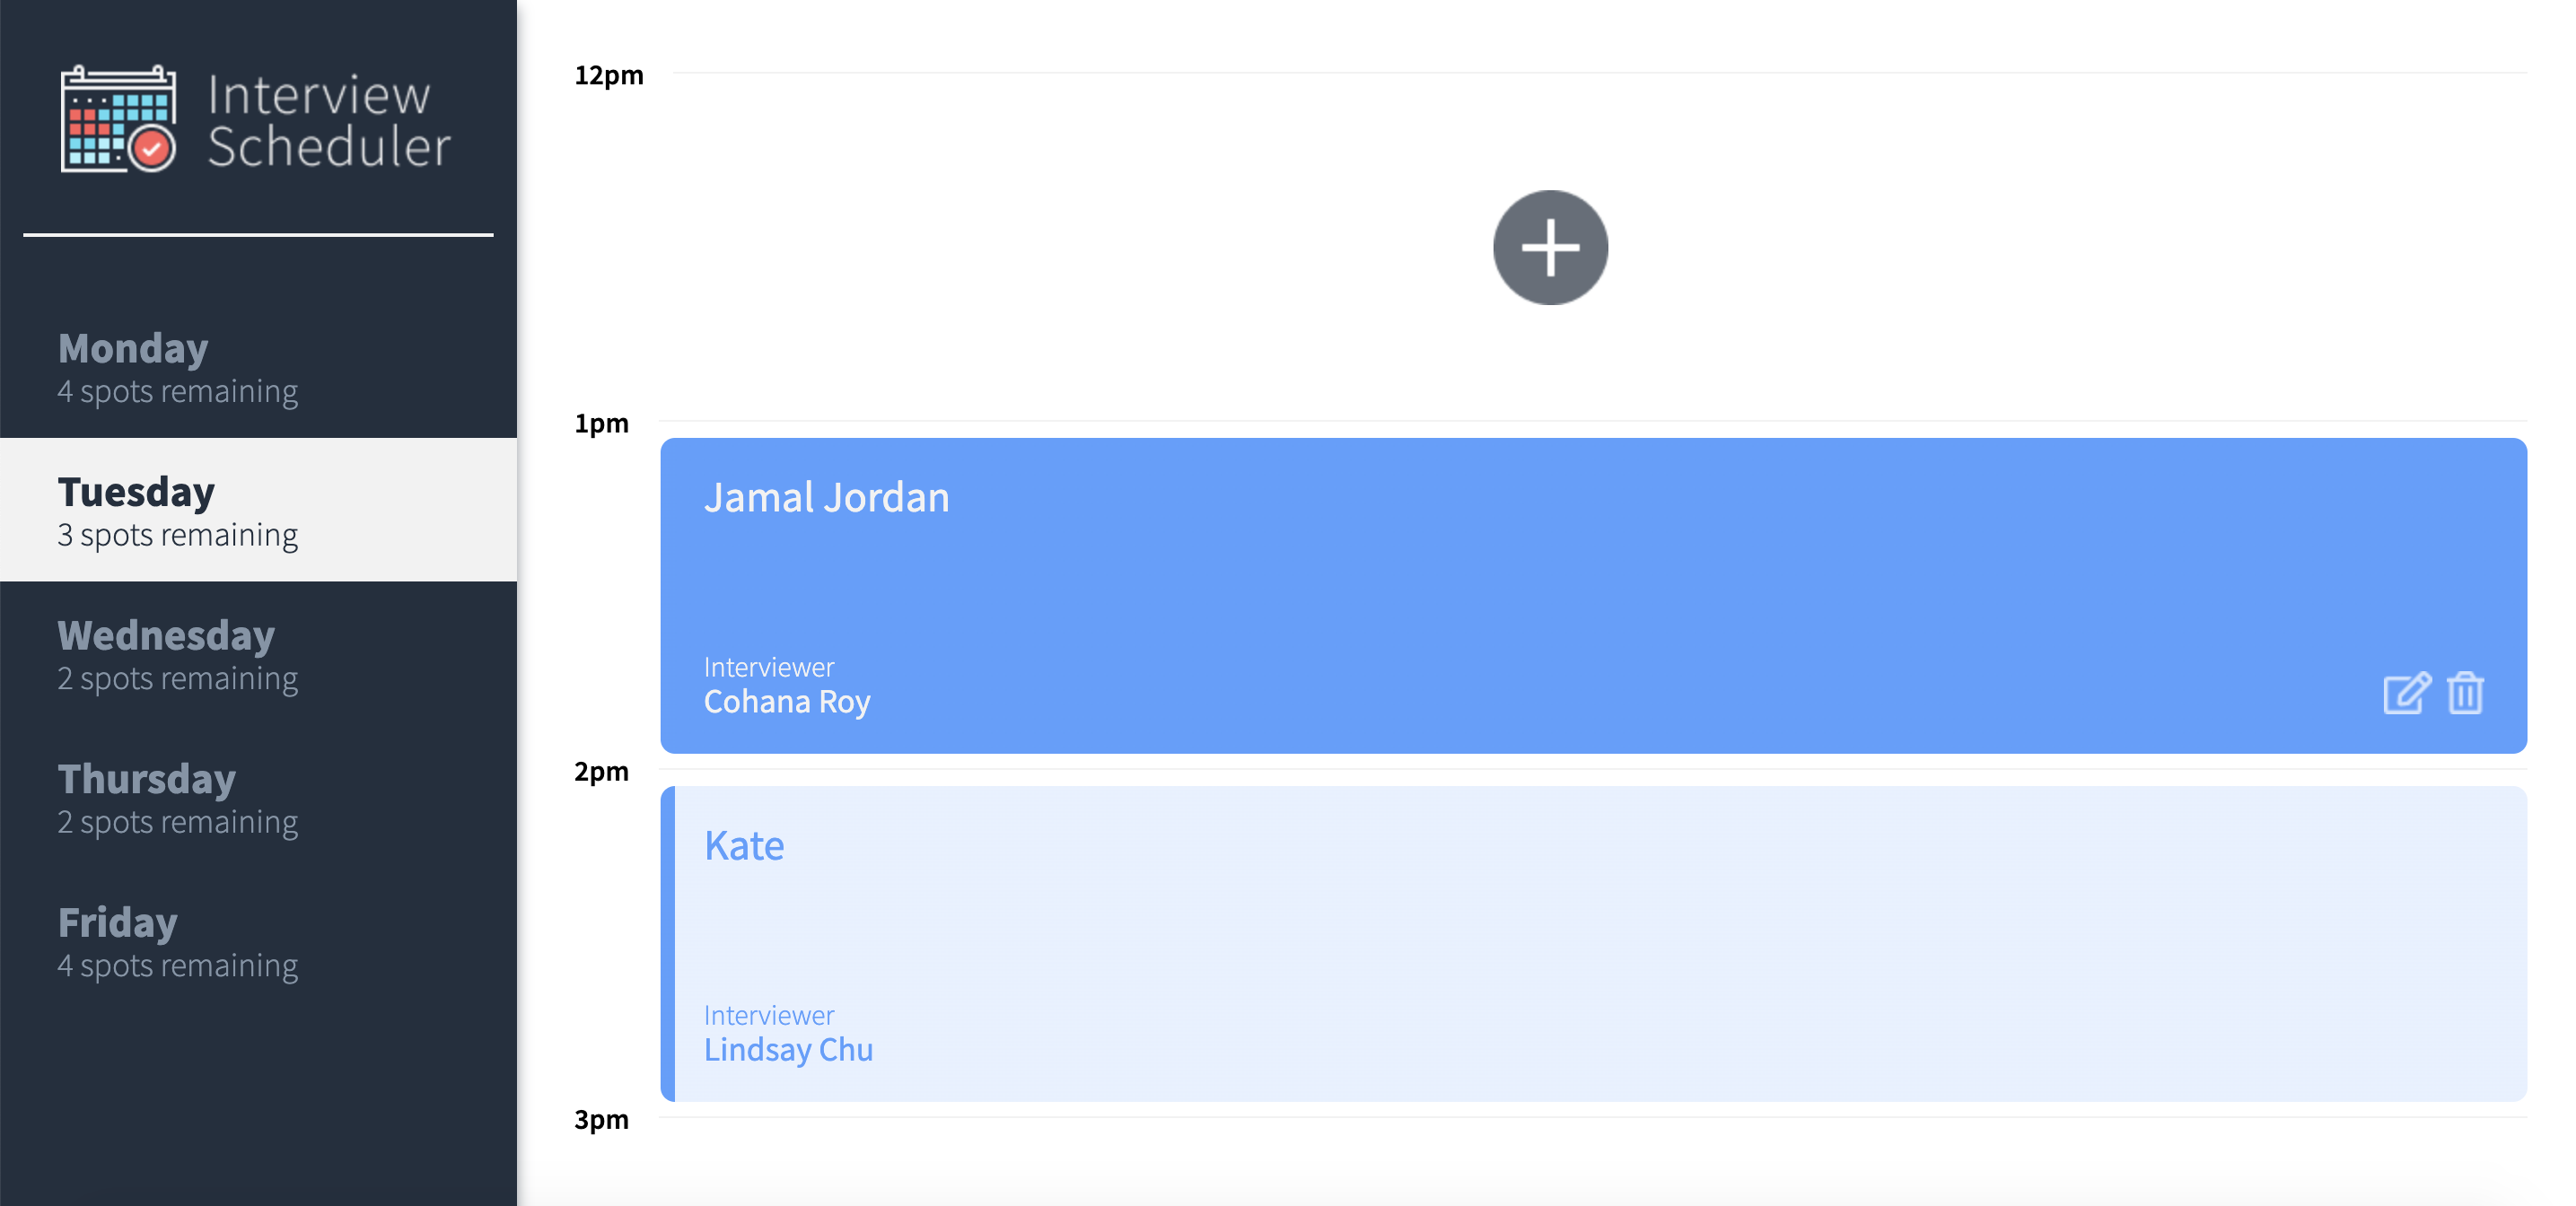 Interview
Scheduler
Monday
4 spots remaining
Tuesday
3 spots remaining
Wednesday
2 spots remaining
Thursday
2 spots remaining
Friday
4 spots remaining
12pm
1pm
Jamal Jordan
Interviewer
Cohana Roy
2pm
Kate
Interviewer
Lindsay Chu
3pm